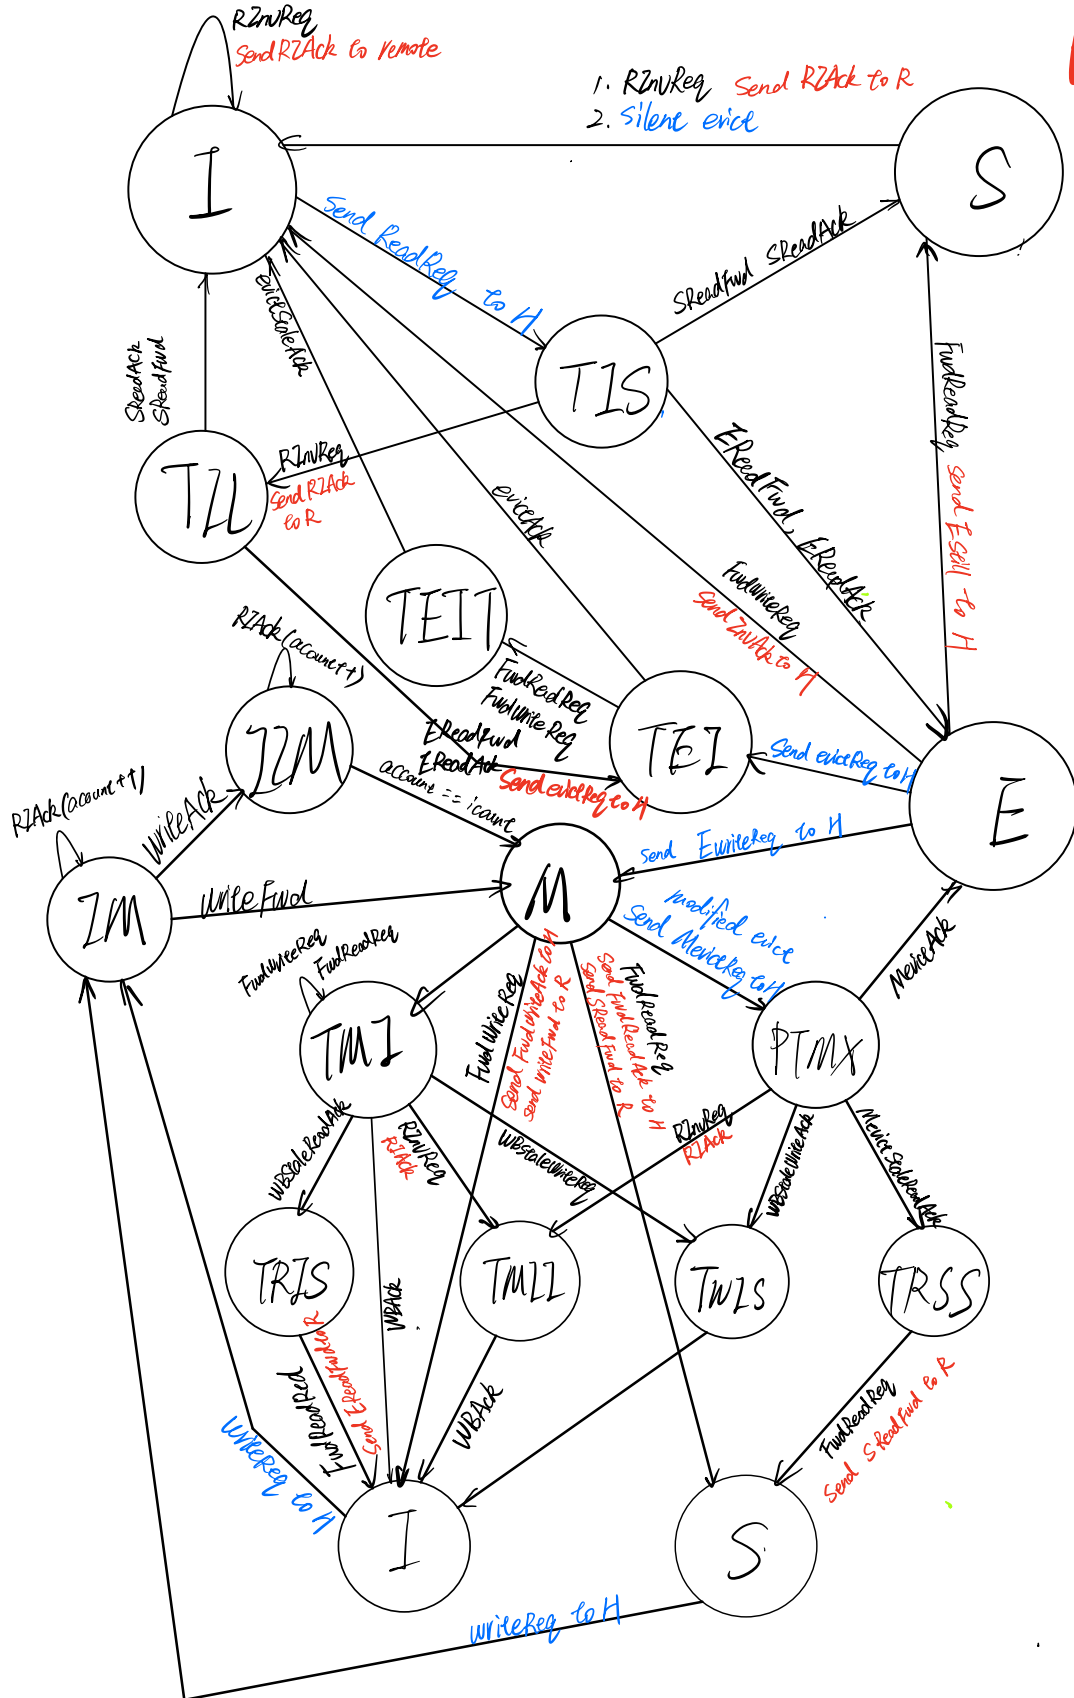 RInvReq
Send RIAck to remote
1. RInvReq Send RIAck to R
2. Silent evict
I
S
Send ReadReq to H
SReadFwd SReadAck
evictStaleAck
SReadAck
SReadFwd
TIS
FwdReadReq send EStill to H
RInvReq
Send RIAck
to R
TII
EReadFwd, EReadAck
evictAck
FwdWriteReq
Send InvAck to H
TEIT
RIAck(acount++)
FwdReadReq
FwdWriteReq
EReadFwd
EReadAck
Send evictReq to H
TEI
Send evictReq to H
E
IIM
account == icount
RIAck(acount++)
WriteAck
Send EwriteReq to H
IM
WriteFwd
M
modified evict
Send MevictReq to H
MevictAck
FwdWriteReq
FwdReadReq
TMI
FwdWriteReq
Send FwdWriteAck to H
Send WriteFwd to R
FwdReadReq
Send FwdReadAck to H
Send SReadFwd to R
PTMX
WBStaleReadAck
RInvReq
RIAck
WBStaleWriteReq
RInvReq
RIAck
WBStaleWriteAck
MevictStaleReadAck
TRIS
TMII
TWIS
TRSS
WBAck
FwdReadReq
Send EReadFwd to R
WBAck
FwdReadReq
Send SReadFwd to R
WriteReq to H
I
S
writeReq to H